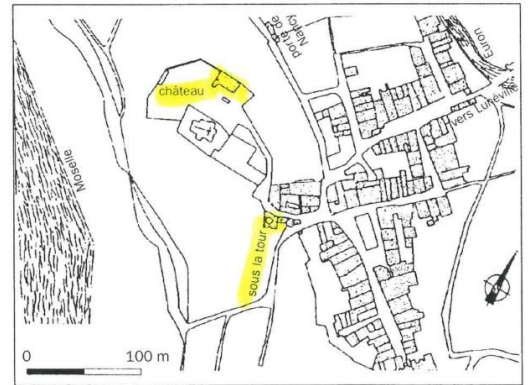 porte de
Nancy
Euron
château
vers Lunéville
Moselle
sous la tour
0 100 m